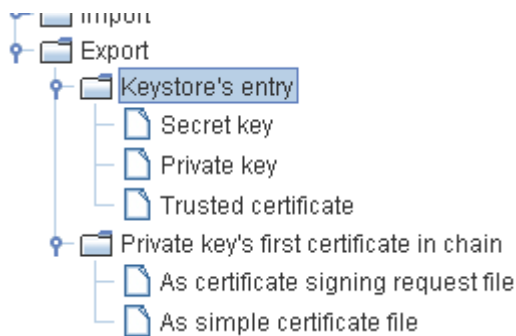 Import
Export
Keystore's entry
Secret key
Private key
Trusted certificate
Private key's first certificate in chain
As certificate signing request file
As simple certificate file